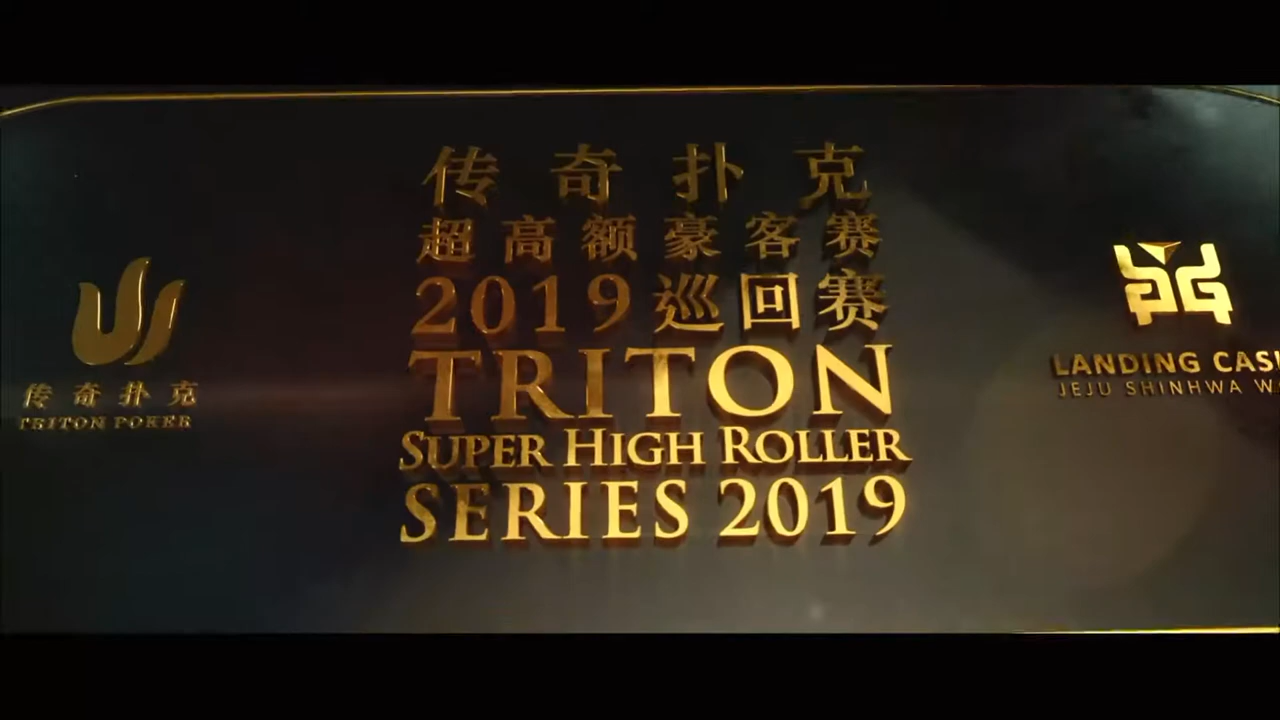 传奇扑克
超高额豪客赛
2019巡回赛
TRITON
SUPER HIGH ROLLER
SERIES 2019
传奇扑克
TRITON POKER
LANDING
JEJU SHINHWA